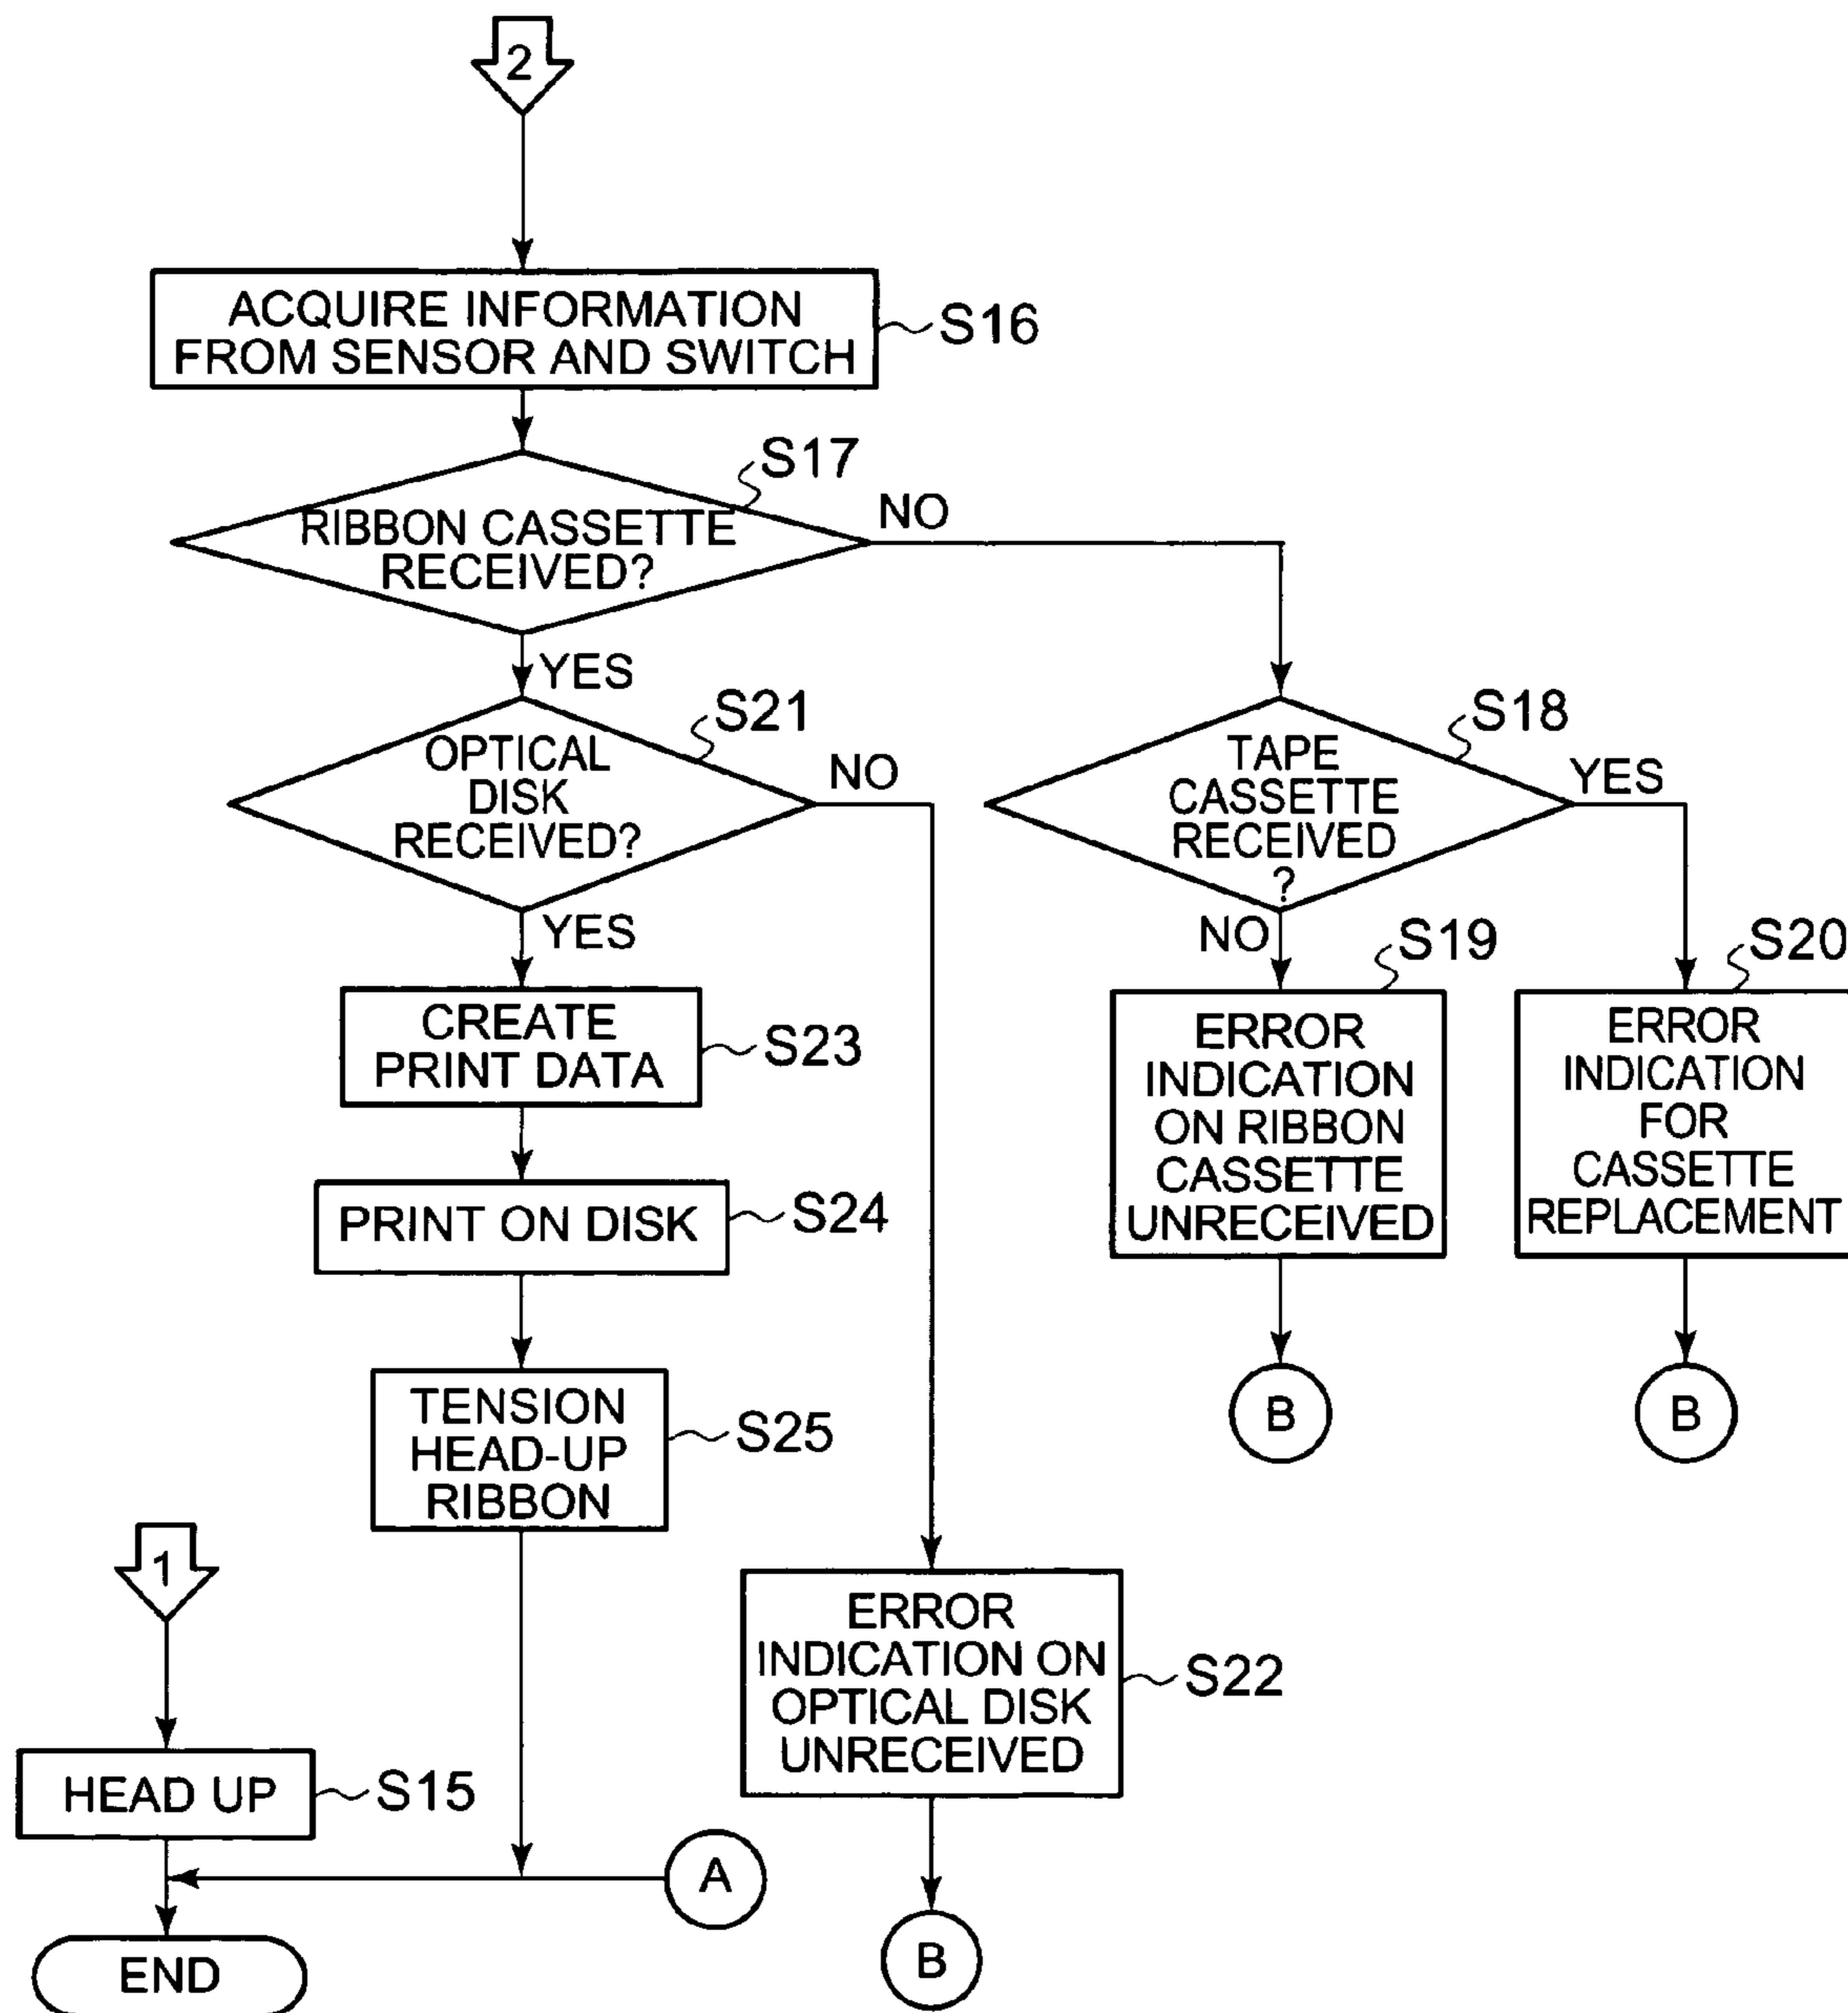 2
ACQUIRE INFORMATION
FROM SENSOR AND SWITCH
S16
S17
RIBBON CASSETTE
RECEIVED?
NO
YES
S21
OPTICAL
DISK
RECEIVED?
NO
YES
S18
TAPE
CASSETTE
RECEIVED
?
YES
NO
S19
ERROR
INDICATION
ON RIBBON
CASSETTE
UNRECEIVED
B
S20
ERROR
INDICATION
FOR
CASSETTE
REPLACEMENT
B
CREATE
PRINT DATA
S23
PRINT ON DISK
S24
TENSION
HEAD-UP
RIBBON
S25
ERROR
INDICATION ON
OPTICAL DISK
UNRECEIVED
S22
B
1
HEAD UP
S15
A
END